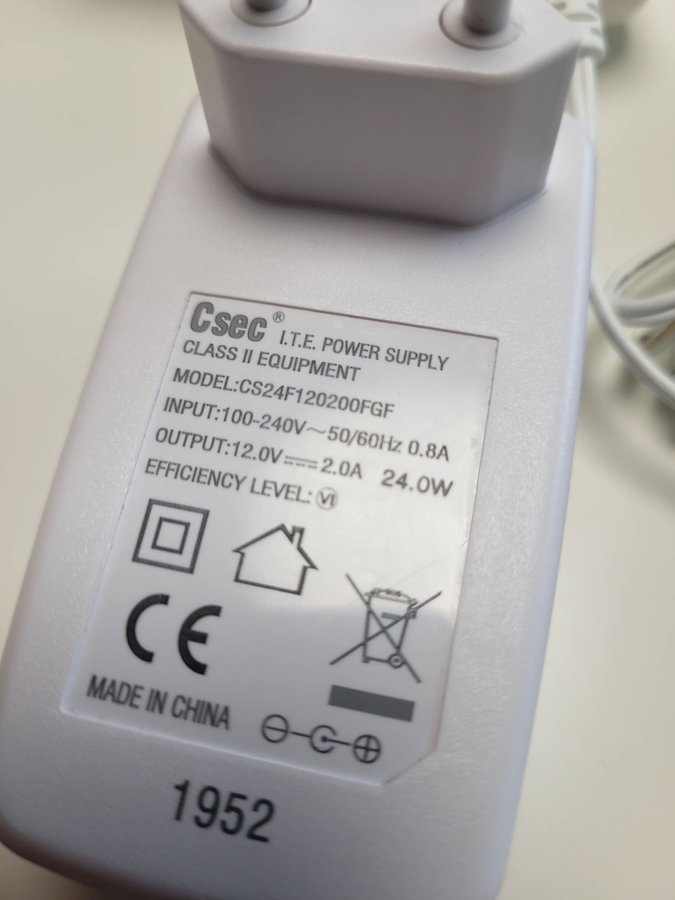 Csec® I.T.E. POWER SUPPLY
CLASS II EQUIPMENT
MODEL:CS24F120200FGF
INPUT:100-240V～50/60Hz 0.8A
OUTPUT:12.0V⎓2.0A 24.0W
EFFICIENCY LEVEL: Ⓥ︎I
CE
MADE IN CHINA
1952